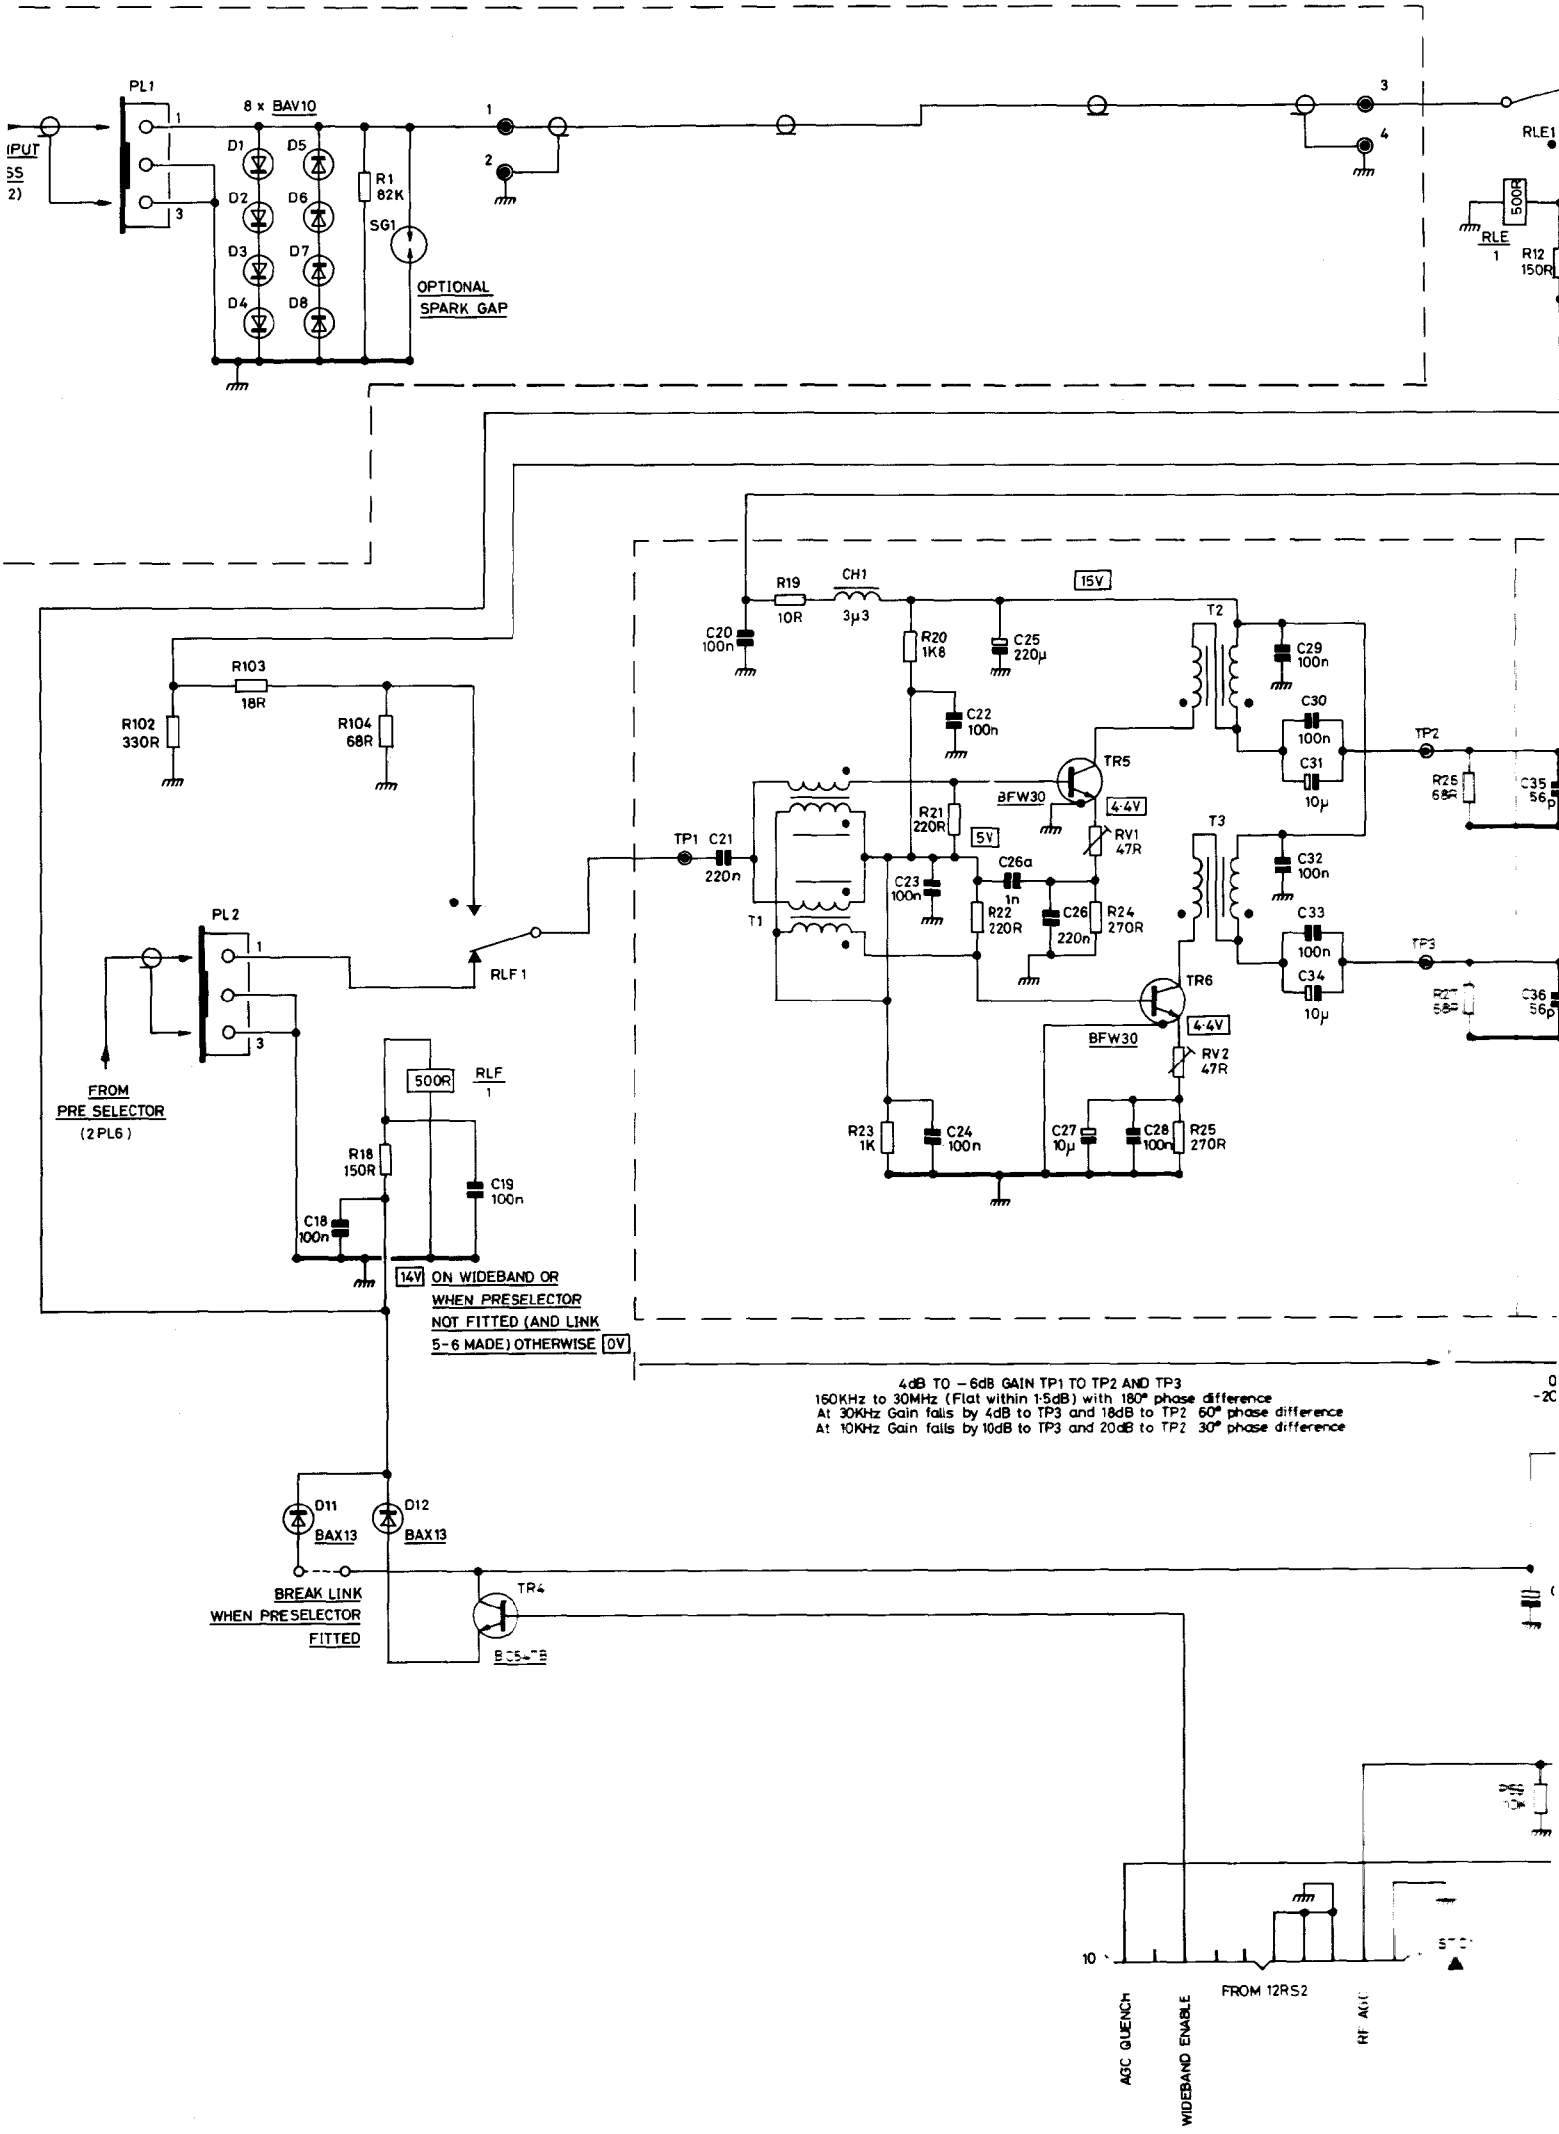 PL1
8 x BAV10
1
3
1
2
3
4
D1
D2
D3
D4
D5
D6
D7
D8
R1
82K
SG1
OPTIONAL
SPARK GAP
RLE1
500R
RLE
1
R12
150R
2)
R19
10R
CH1
3µ3
15V
C20
100n
R20
1K8
C25
220µ
T2
C29
100n
C22
100n
C30
100n
C31
10µ
TP2
C35
56p
R103
18R
R102
330R
R104
68R
TR5
BFW30
4·4V
R21
220R
5V
RV1
47R
T3
C32
100n
TP1
C21
220n
C23
100n
C26a
1n
R22
220R
C26
220n
R24
270R
T1
C33
100n
C34
10µ
TP3
C36
56p
TR6
BFW30
4·4V
RV2
47R
PL2
1
3
RLF1
FROM
PRE SELECTOR
(2PL6)
500R
RLF
1
R18
150R
C19
100n
C18
100n
R23
1K
C24
100n
C27
10µ
C28
100n
R25
270R
14V ON WIDEBAND OR
WHEN PRESELECTOR
NOT FITTED (AND LINK
5-6 MADE) OTHERWISE 0V
4dB TO -6dB GAIN TP1 TO TP2 AND TP3
160KHz to 30MHz (Flat within 1·5dB) with 180° phase difference
At 30KHz Gain falls by 4dB to TP3 and 18dB to TP2 60° phase difference
At 10KHz Gain falls by 10dB to TP3 and 20dB to TP2 30° phase difference
D11
BAX13
D12
BAX13
BREAK LINK
WHEN PRESELECTOR
FITTED
TR4
10
FROM 12RS2
AGC QUENCH
WIDEBAND ENABLE